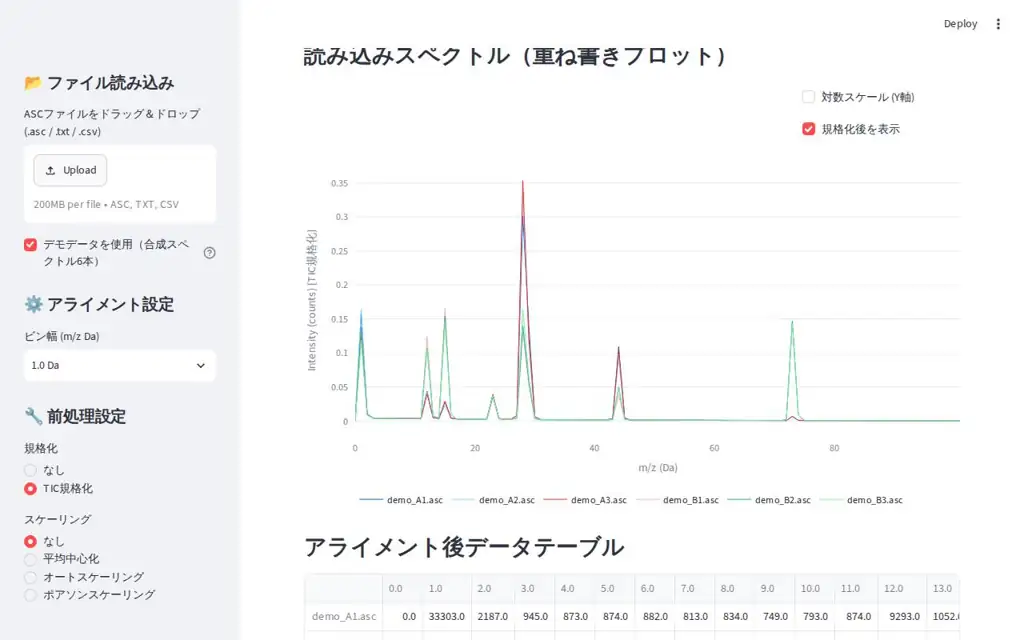 Deploy
📂 ファイル読み込み
ASCファイルをドラッグ＆ドロップ
(.asc / .txt / .csv)
Upload
200MB per file • ASC, TXT, CSV
デモデータを使用（合成スペ
クトル6本）
⚙️ アライメント設定
ビン幅 (m/z Da)
1.0 Da
🔧 前処理設定
規格化
なし
TIC規格化
スケーリング
なし
平均中心化
オートスケーリング
ポアソンスケーリング
読み込みスペクトル（重ね書きプロット）
対数スケール (Y軸)
規格化後を表示
Intensity (counts) [TIC規格化]
0.35
0.3
0.25
0.2
0.15
0.1
0.05
0
0 20 40 60 80
m/z (Da)
demo_A1.asc demo_A2.asc demo_A3.asc demo_B1.asc demo_B2.asc demo_B3.asc
アライメント後データテーブル
0.0 1.0 2.0 3.0 4.0 5.0 6.0 7.0 8.0 9.0 10.0 11.0 12.0 13.0
demo_A1.asc 0.0 33303.0 2187.0 945.0 873.0 874.0 882.0 813.0 834.0 749.0 793.0 874.0 9293.0 1052.